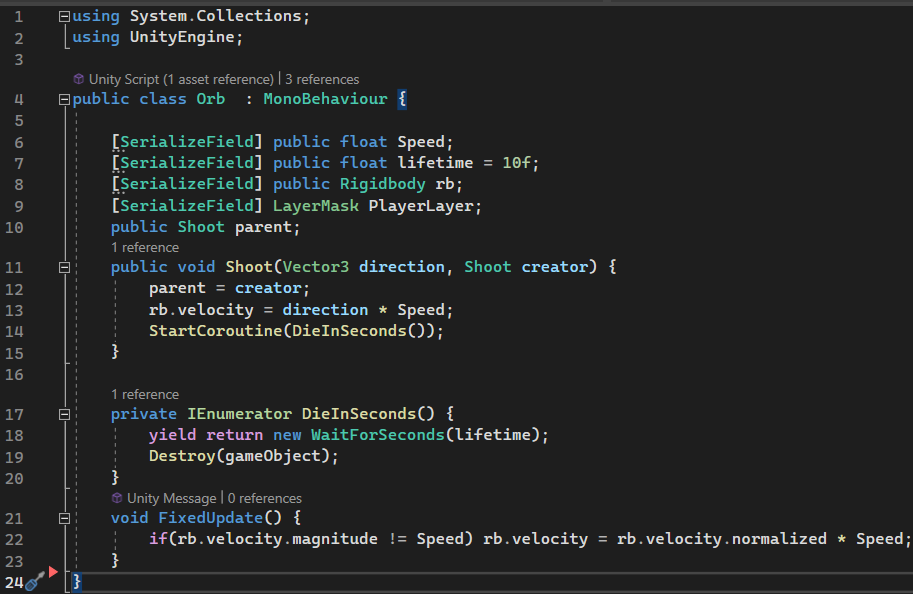 1 using System.Collections;
2 using UnityEngine;
3
Unity Script (1 asset reference) | 3 references
4 public class Orb  : MonoBehaviour {
5
6 [SerializeField] public float Speed;
7 [SerializeField] public float lifetime = 10f;
8 [SerializeField] public Rigidbody rb;
9 [SerializeField] LayerMask PlayerLayer;
10 public Shoot parent;
1 reference
11 public void Shoot(Vector3 direction, Shoot creator) {
12 parent = creator;
13 rb.velocity = direction * Speed;
14 StartCoroutine(DieInSeconds());
15 }
16
1 reference
17 private IEnumerator DieInSeconds() {
18 yield return new WaitForSeconds(lifetime);
19 Destroy(gameObject);
20 }
Unity Message | 0 references
21 void FixedUpdate() {
22 if(rb.velocity.magnitude != Speed) rb.velocity = rb.velocity.normalized * Speed;
23 }
24 }